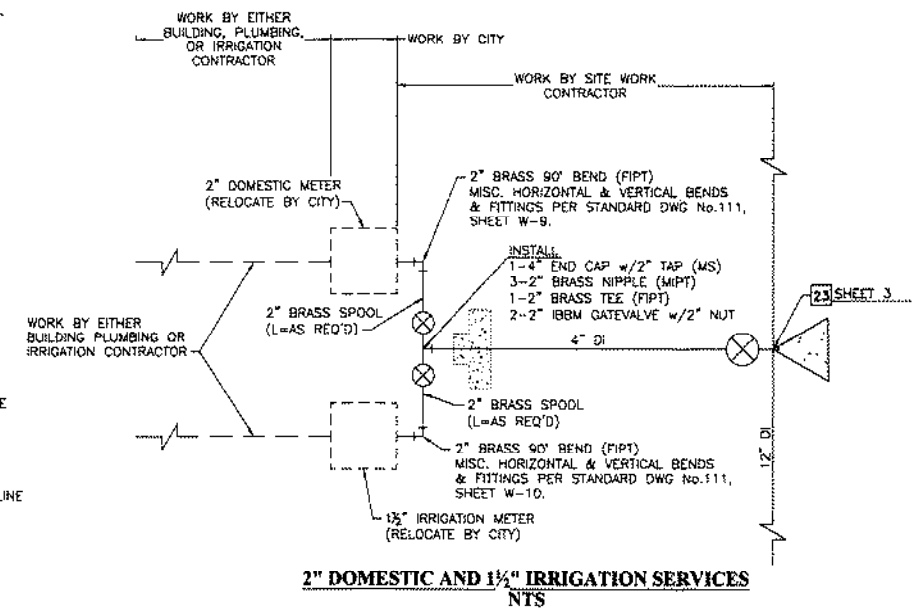 WORK BY EITHER
BUILDING, PLUMBING,
OR IRRIGATION
CONTRACTOR
WORK BY CITY
WORK BY SITE WORK
CONTRACTOR
2" DOMESTIC METER
(RELOCATE BY CITY)
2" BRASS 90° BEND (FIPT)
MISC. HORIZONTAL & VERTICAL BENDS
& FITTINGS PER STANDARD DWG No.111,
SHEET W-9.
INSTALL
1-4" END CAP w/2" TAP (MS)
3-2" BRASS NIPPLE (MIPT)
1-2" BRASS TEE (FIPT)
2-2" IBBM GATEVALVE w/2" NUT
23 SHEET 3
2" BRASS SPOOL
(L=AS REQ'D)
WORK BY EITHER
BUILDING PLUMBING OR
IRRIGATION CONTRACTOR
4" DI
2" BRASS SPOOL
(L=AS REQ'D)
12" DI
2" BRASS 90° BEND (FIPT)
MISC. HORIZONTAL & VERTICAL BENDS
& FITTINGS PER STANDARD DWG No.111,
SHEET W-10.
LINE
1½" IRRIGATION METER
(RELOCATE BY CITY)
2" DOMESTIC AND 1½" IRRIGATION SERVICES
NTS